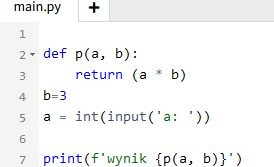 main.py +
1
2 def p(a, b):
3     return (a * b)
4 b=3
5 a = int(input('a: '))
6
7 print(f'wynik {p(a, b)}')